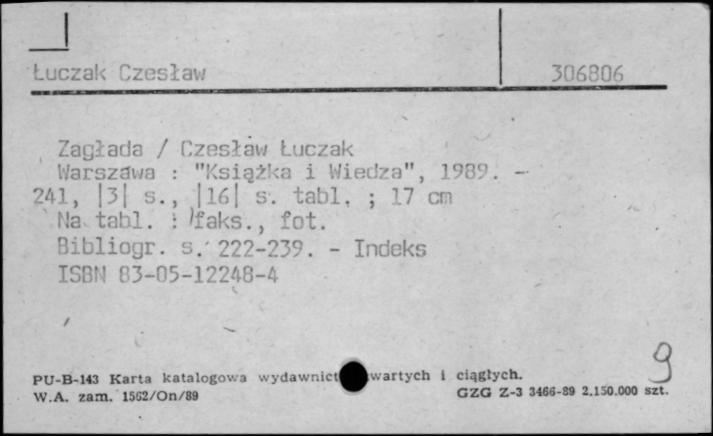 Łuczak Czesław 306806
Zagłada / Czesław Łuczak
Warszawa : "Książka i Wiedza", 1989. -
241, |3| s., |16| s. tabl. ; 17 cm
Na tabl. : faks., fot.
Bibliogr. s. 222-239. - Indeks
ISBN 83-05-12248-4
9
PU-B-143 Karta katalogowa wydawnict wartych i ciągłych.
W.A. zam. 1562/On/89 GZG Z-3 3466-89 2.150.000 szt.